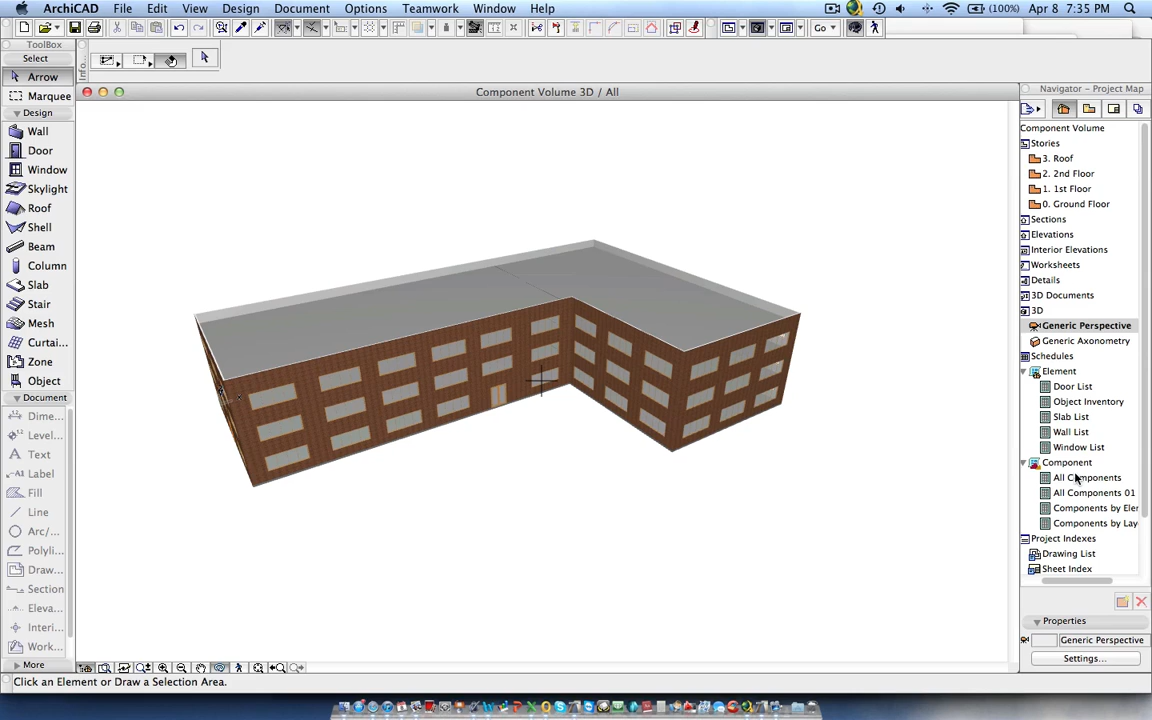 ArchiCAD File Edit View Design Document Options Teamwork Window Help (100%) Apr 8 7:35 PM
Go
ToolBox
Select
Arrow
Marquee
Design
Wall
Door
Window
Skylight
Roof
Shell
Beam
Column
Slab
Stair
Mesh
Curtai...
Zone
Object
Document
Dime...
Level...
Text
A1 Label
Fill
Line
Arc/...
Polyli...
Draw...
Section
Eleva...
Interi...
Work...
More
Info...
Component Volume 3D / All
Navigator - Project Map
Component Volume
Stories
3. Roof
2. 2nd Floor
1. 1st Floor
0. Ground Floor
Sections
Elevations
Interior Elevations
Worksheets
Details
3D Documents
3D
Generic Perspective
Generic Axonometry
Schedules
Element
Door List
Object Inventory
Slab List
Wall List
Window List
Component
All Components
All Components 01
Components by Eler
Components by Lay
Project Indexes
Drawing List
Sheet Index
Properties
Generic Perspective
Settings...
Click an Element or Draw a Selection Area.